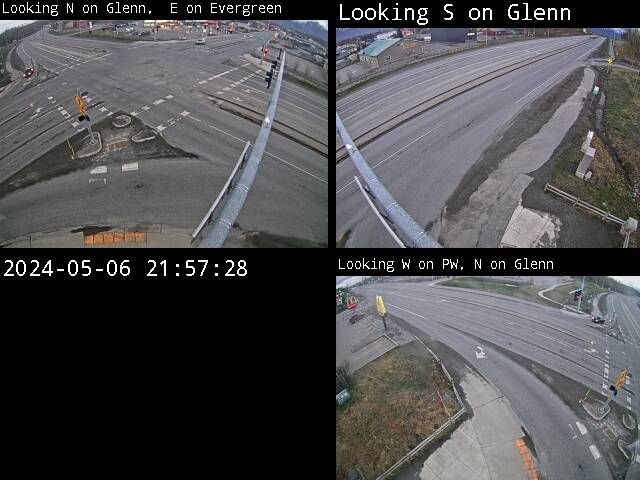 Looking N on Glenn,  E on Evergreen
Looking S on Glenn
2024-05-06 21:57:28
Looking W on PW, N on Glenn